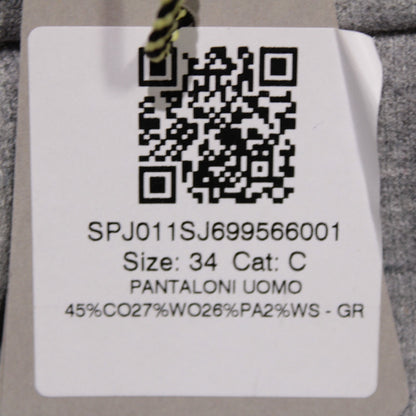 SPJ011SJ699566001
Size: 34 Cat: C
PANTALONI UOMO
45%CO27%WO26%PA2%WS - GR